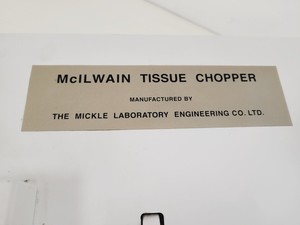 McILWAIN TISSUE CHOPPER
MANUFACTURED BY
THE MICKLE LABORATORY ENGINEERING CO. LTD.